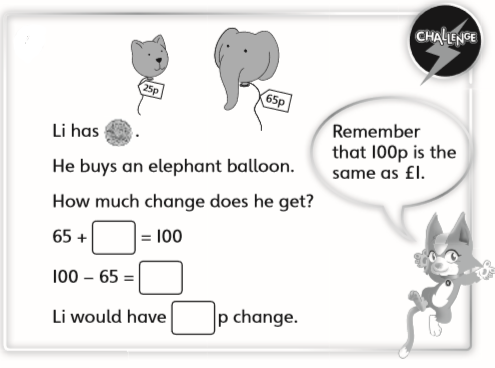 CHALLENGE
25p
65p
Li has .
He buys an elephant balloon.
How much change does he get?
65 + = 100
100 – 65 =
Li would have p change.
Remember
that 100p is the
same as £1.